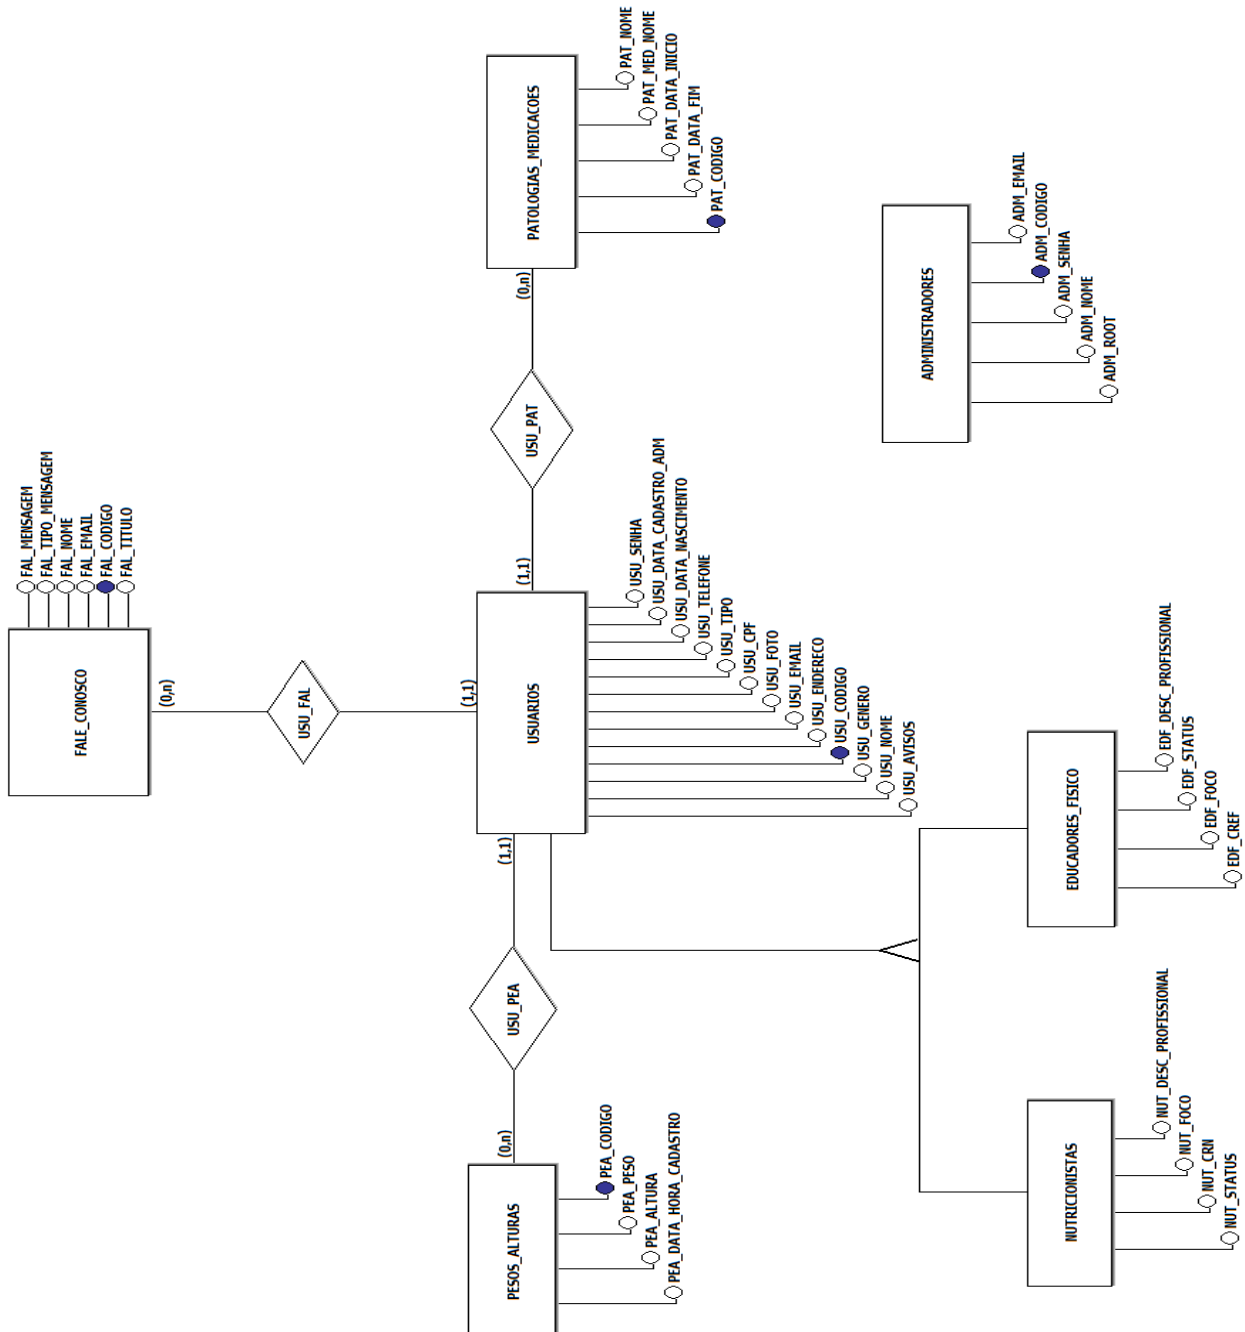 FALE_CONOSCO
FAL_MENSAGEM
FAL_TIPO_MENSAGEM
FAL_NOME
FAL_EMAIL
FAL_CODIGO
FAL_TITULO
(0,n)
USU_FAL
(1,1)
PESOS_ALTURAS
PEA_CODIGO
PEA_PESO
PEA_ALTURA
PEA_DATA_HORA_CADASTRO
(0,n)
USU_PEA
(1,1)
USUARIOS
USU_SENHA
USU_DATA_CADASTRO_ADM
USU_DATA_NASCIMENTO
USU_TELEFONE
USU_TIPO
USU_CPF
USU_FOTO
USU_EMAIL
USU_ENDERECO
USU_CODIGO
USU_GENERO
USU_NOME
USU_AVISOS
(1,1)
USU_PAT
(0,n)
PATOLOGIAS_MEDICACOES
PAT_NOME
PAT_MED_NOME
PAT_DATA_INICIO
PAT_DATA_FIM
PAT_CODIGO
ADMINISTRADORES
ADM_EMAIL
ADM_CODIGO
ADM_SENHA
ADM_NOME
ADM_ROOT
NUTRICIONISTAS
NUT_DESC_PROFISSIONAL
NUT_FOCO
NUT_CRN
NUT_STATUS
EDUCADORES_FISICO
EDF_DESC_PROFISSIONAL
EDF_STATUS
EDF_FOCO
EDF_CREF